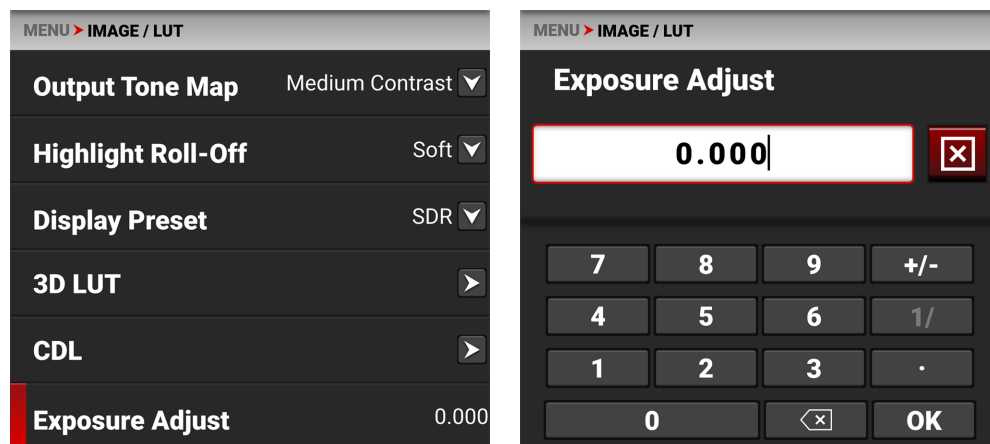 MENU ➤ IMAGE / LUT
Output Tone Map Medium Contrast
Highlight Roll-Off Soft
Display Preset SDR
3D LUT
CDL
Exposure Adjust 0.000
MENU ➤ IMAGE / LUT
Exposure Adjust
0.000
7 8 9 +/-
4 5 6 1/
1 2 3 .
0 OK